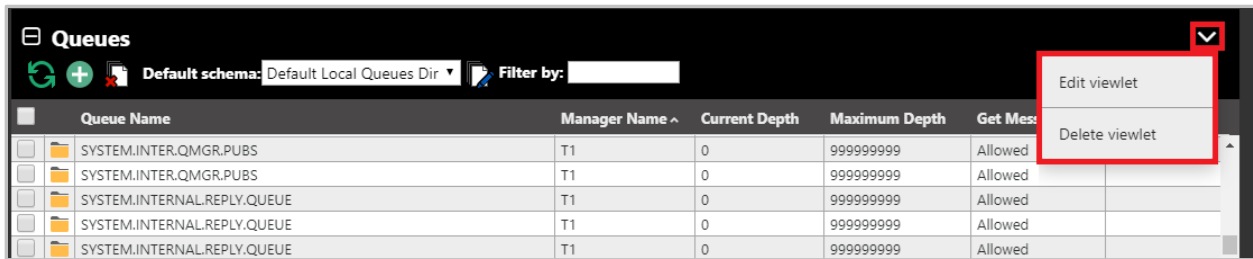 Queues
Default schema: Default Local Queues Dir Filter by:
Edit viewlet
Delete viewlet
Queue Name Manager Name Current Depth Maximum Depth Get
SYSTEM.INTER.QMGR.PUBS T1 0 999999999 Allowed
SYSTEM.INTER.QMGR.PUBS T1 0 999999999 Allowed
SYSTEM.INTERNAL.REPLY.QUEUE T1 0 999999999 Allowed
SYSTEM.INTERNAL.REPLY.QUEUE T1 0 999999999 Allowed
SYSTEM.INTERNAL.REPLY.QUEUE T1 0 999999999 Allowed